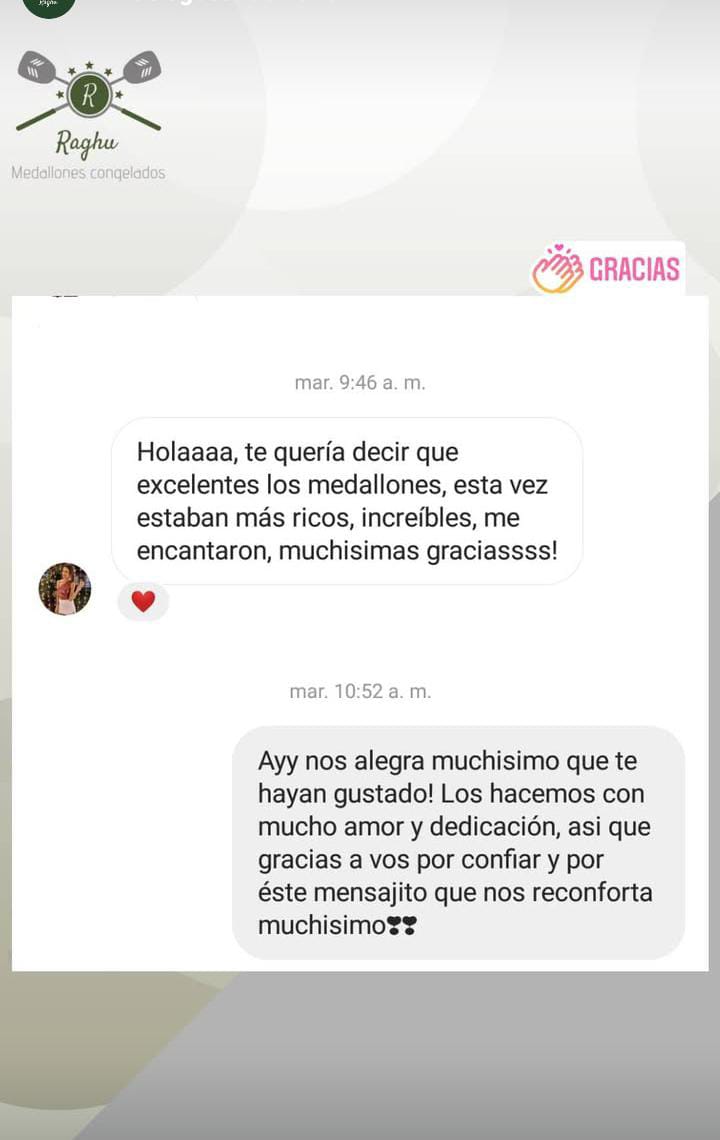 R
Raghu
Medallones congelados
GRACIAS
mar. 9:46 a. m.
Holaaaa, te quería decir que
excelentes los medallones, esta vez
estaban más ricos, increíbles, me
encantaron, muchisimas graciassss!
mar. 10:52 a. m.
Ayy nos alegra muchisimo que te
hayan gustado! Los hacemos con
mucho amor y dedicación, asi que
gracias a vos por confiar y por
éste mensajito que nos reconforta
muchisimo❣❣